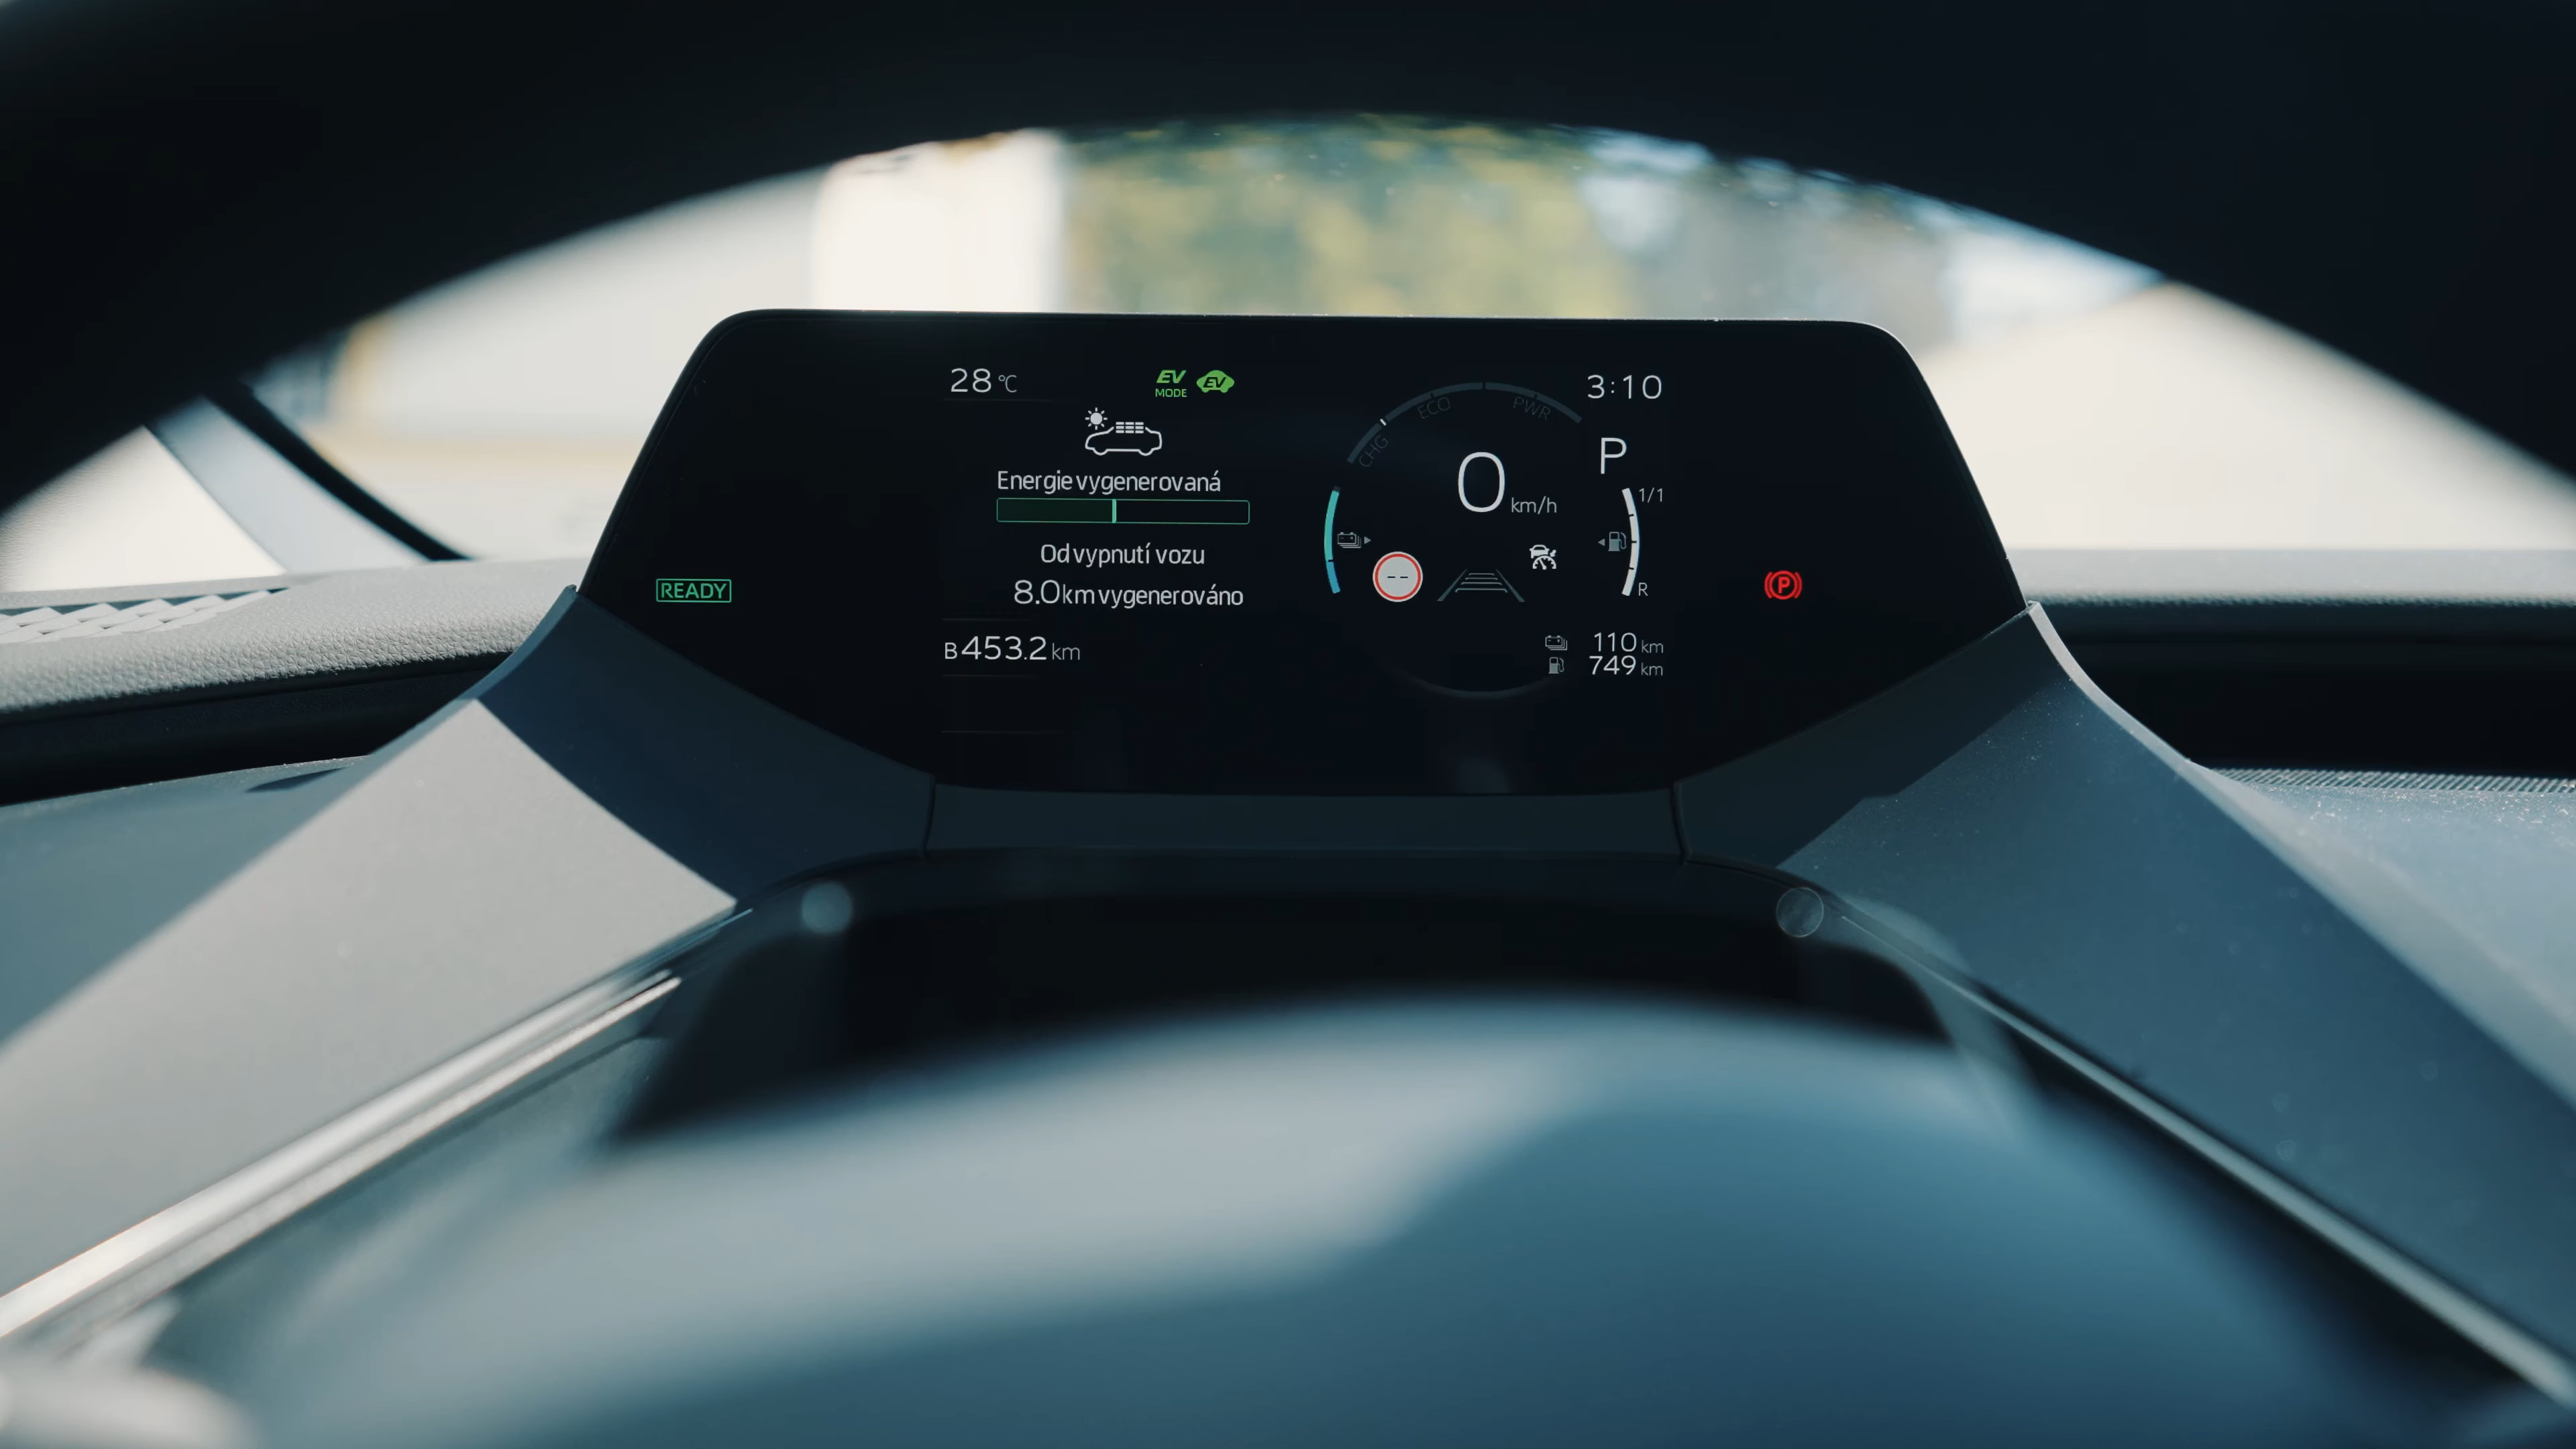 28 °C
EV MODE
EV
3:10
CHG
ECO
PWR
P
Energie vygenerovaná
0 km/h
1/1
Od vypnutí vozu
--
8.0 km vygenerováno
R
READY
P
B 453.2 km
110 km
749 km